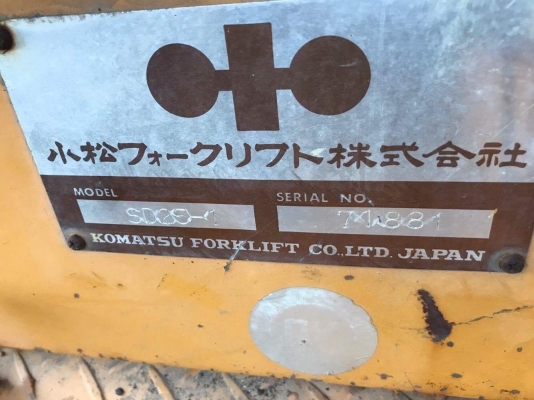 小松フォークリフト株式会社
MODEL SERIAL NO.
KOMATSU FORKLIFT CO.,LTD. JAPAN